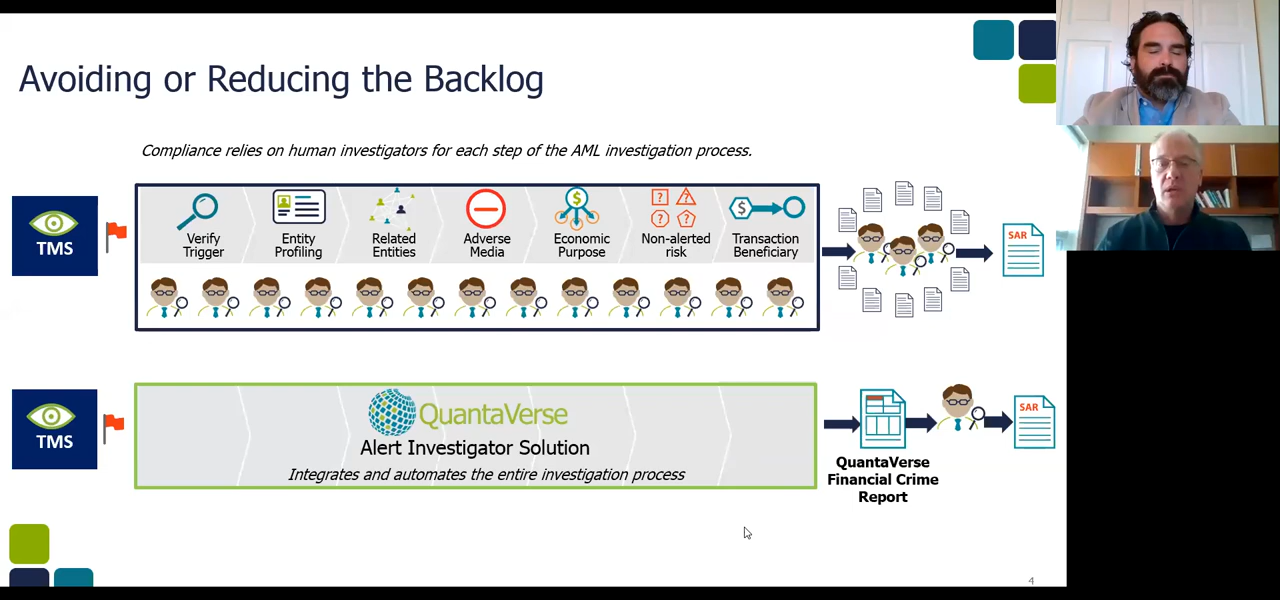 Avoiding or Reducing the Backlog
Compliance relies on human investigators for each step of the AML investigation process.
TMS
Verify
Trigger
Entity
Profiling
Related
Entities
Adverse
Media
$
Economic
Purpose
? ?
? ?
Non-alerted
risk
$
Transaction
Beneficiary
SAR
TMS
QuantaVerse
Alert Investigator Solution
Integrates and automates the entire investigation process
QuantaVerse
Financial Crime
Report
SAR
4